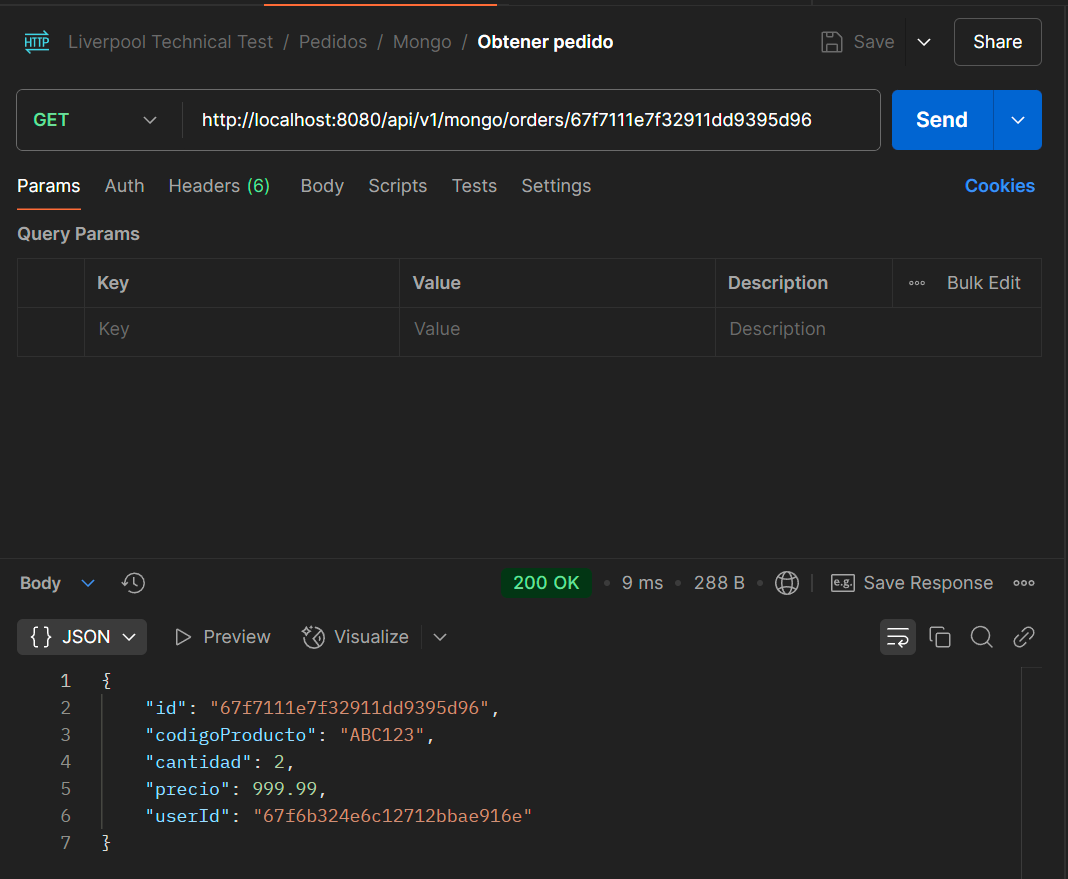 HTTP Liverpool Technical Test / Pedidos / Mongo / Obtener pedido Save Share
GET http://localhost:8080/api/v1/mongo/orders/67f7111e7f32911dd9395d96 Send
Params Auth Headers (6) Body Scripts Tests Settings Cookies
Query Params
Key Value Description Bulk Edit
Key Value Description
Body 200 OK • 9 ms • 288 B • e.g. Save Response
{} JSON Preview Visualize
1 {
2 "id": "67f7111e7f32911dd9395d96",
3 "codigoProducto": "ABC123",
4 "cantidad": 2,
5 "precio": 999.99,
6 "userId": "67f6b324e6c12712bbae916e"
7 }